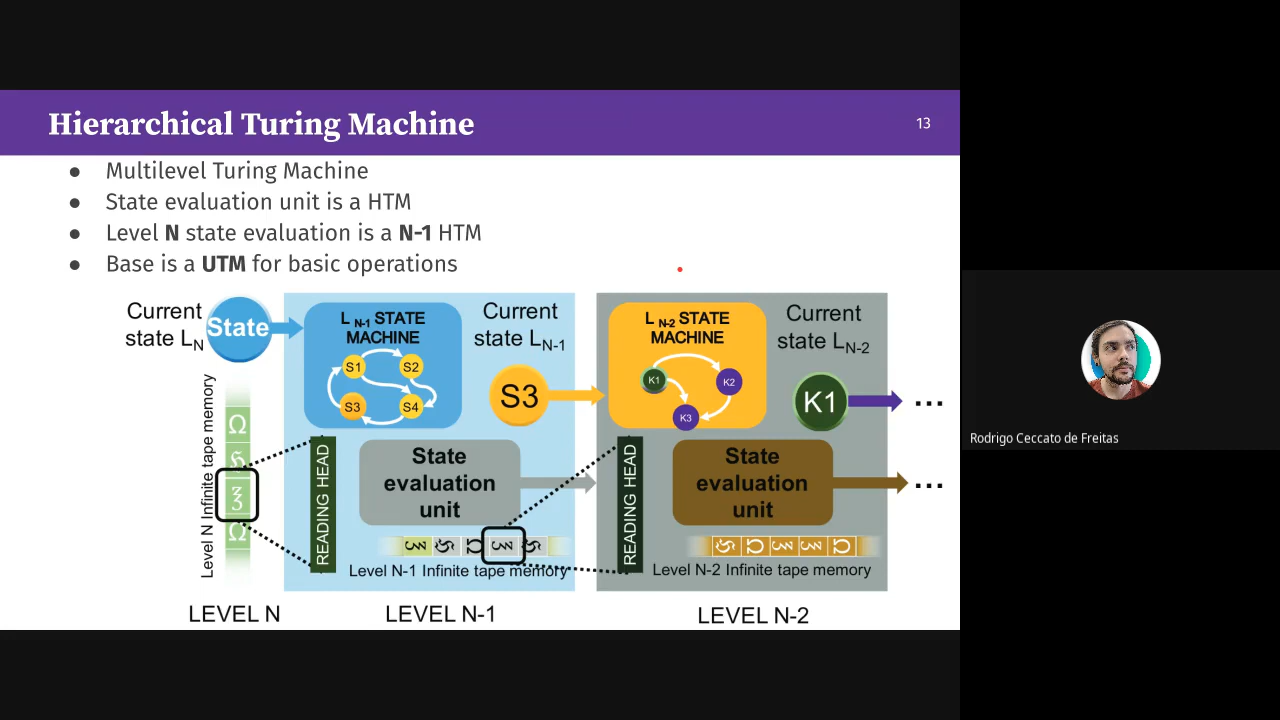 Hierarchical Turing Machine
13
● Multilevel Turing Machine
● State evaluation unit is a HTM
● Level N state evaluation is a N-1 HTM
● Base is a UTM for basic operations
Current
state LN
State
Level N Infinite tape memory
Ω
ℌ
ℨ
Ω
LEVEL N
L N-1 STATE
MACHINE
S1
S2
S3
S4
Current
state LN-1
S3
READING HEAD
State
evaluation
unit
Level N-1 Infinite tape memory
LEVEL N-1
L N-2 STATE
MACHINE
K1
K2
K3
Current
state LN-2
K1
...
READING HEAD
State
evaluation
unit
...
Level N-2 Infinite tape memory
LEVEL N-2
Rodrigo Ceccato de Freitas